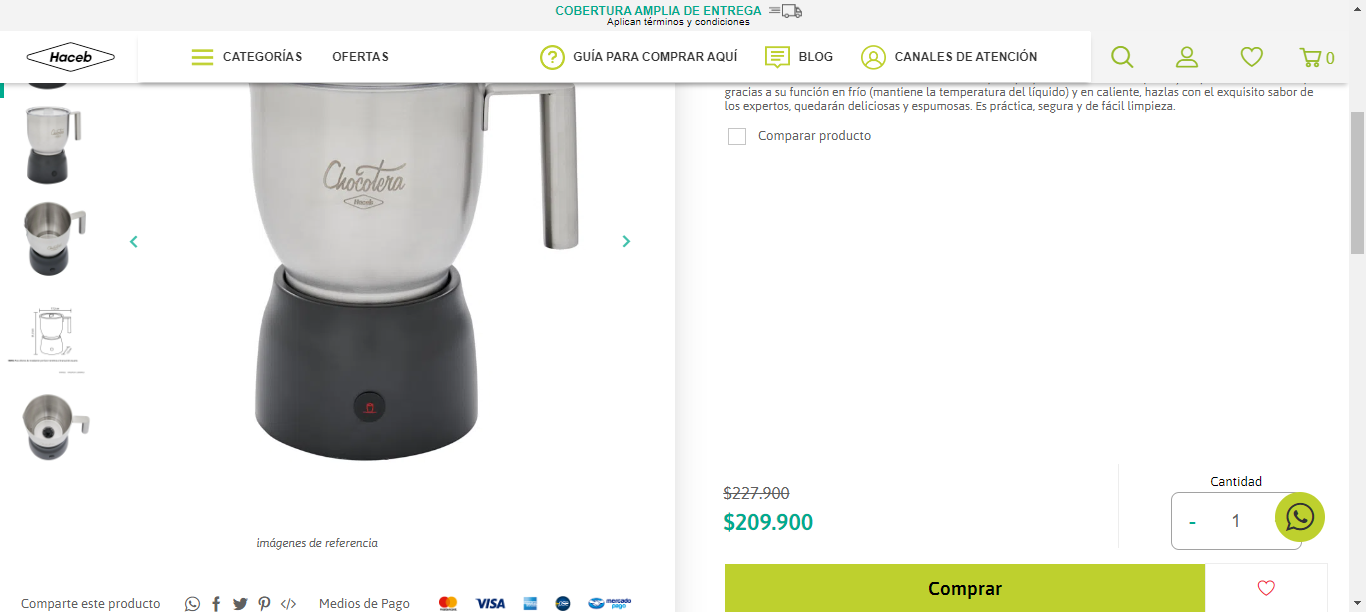 COBERTURA AMPLIA DE ENTREGA
Aplican términos y condiciones
Haceb
CATEGORÍAS
OFERTAS
GUÍA PARA COMPRAR AQUÍ
BLOG
CANALES DE ATENCIÓN
0
gracias a su función en frío (mantiene la temperatura del líquido) y en caliente, hazlas con el exquisito sabor de
los expertos, quedarán deliciosas y espumosas. Es práctica, segura y de fácil limpieza.
Comparar producto
Chocotera
Haceb
imágenes de referencia
$227.900
$209.900
Cantidad
- 1
Comprar
Comparte este producto
Medios de Pago
VISA
mercado
pago